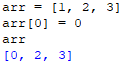 arr = [1, 2, 3]
arr[0] = 0
arr
[0, 2, 3]